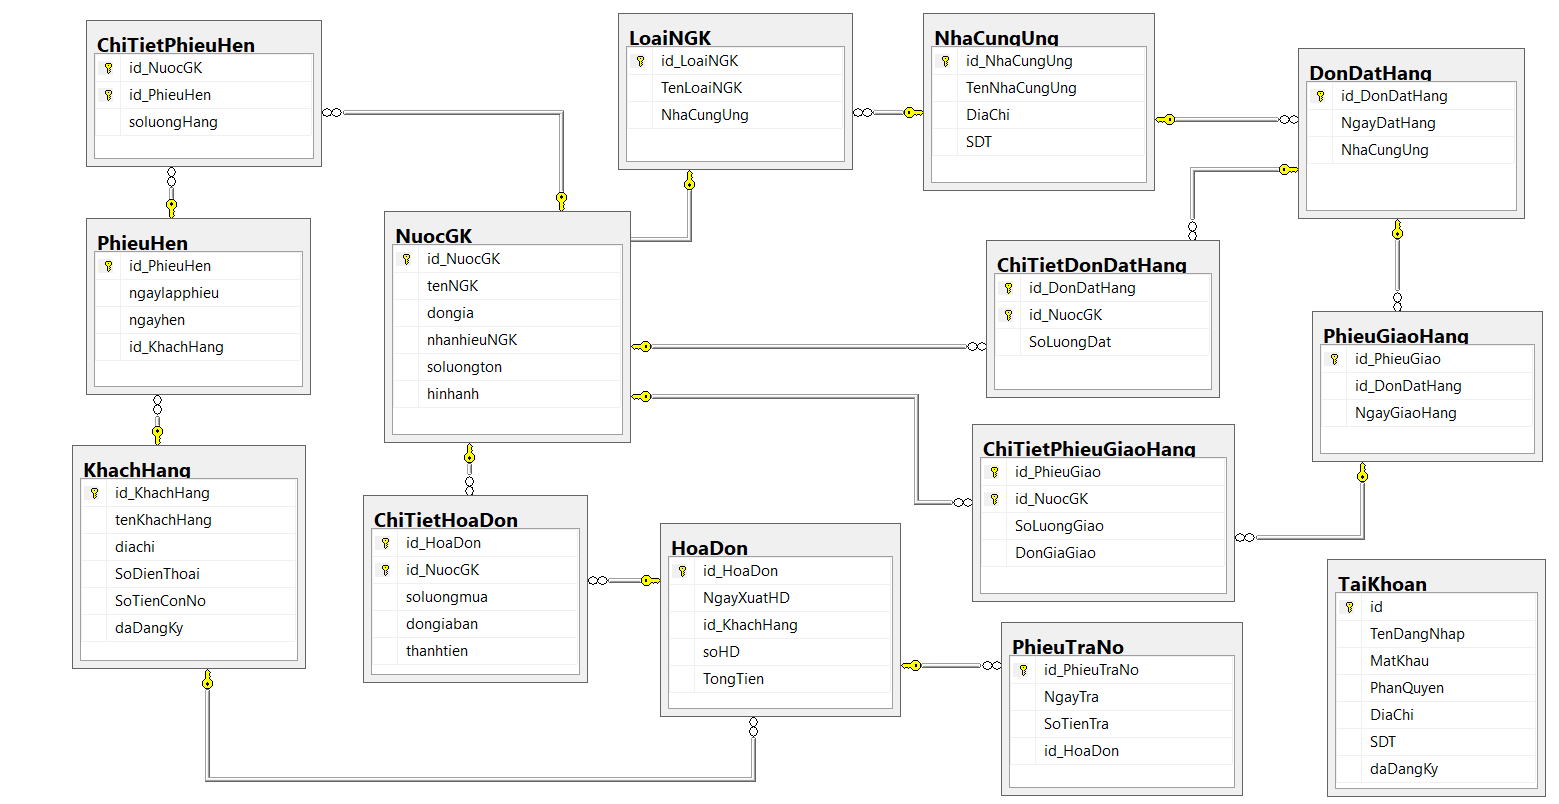 ChiTietPhieuHen
id_NuocGK
id_PhieuHen
soluongHang
PhieuHen
id_PhieuHen
ngaylapphieu
ngayhen
id_KhachHang
KhachHang
id_KhachHang
tenKhachHang
diachi
SoDienThoai
SoTienConNo
daDangKy
NuocGK
id_NuocGK
tenNGK
dongia
nhanhieuNGK
soluongton
hinhanh
ChiTietHoaDon
id_HoaDon
id_NuocGK
soluongmua
dongiaban
thanhtien
LoaiNGK
id_LoaiNGK
TenLoaiNGK
NhaCungUng
HoaDon
id_HoaDon
NgayXuatHD
id_KhachHang
soHD
TongTien
NhaCungUng
id_NhaCungUng
TenNhaCungUng
DiaChi
SDT
ChiTietDonDatHang
id_DonDatHang
id_NuocGK
SoLuongDat
ChiTietPhieuGiaoHang
id_PhieuGiao
id_NuocGK
SoLuongGiao
DonGiaGiao
PhieuTraNo
id_PhieuTraNo
NgayTra
SoTienTra
id_HoaDon
DonDatHang
id_DonDatHang
NgayDatHang
NhaCungUng
PhieuGiaoHang
id_PhieuGiao
id_DonDatHang
NgayGiaoHang
TaiKhoan
id
TenDangNhap
MatKhau
PhanQuyen
DiaChi
SDT
daDangKy